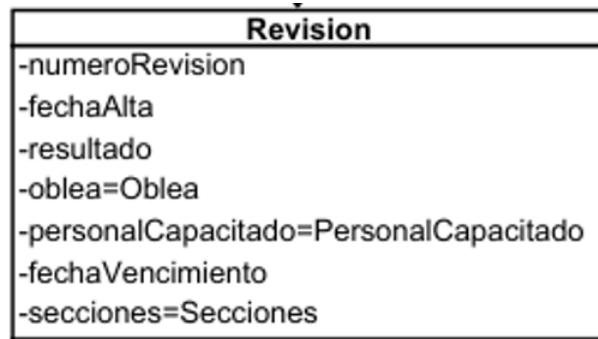 Revision
-numeroRevision
-fechaAlta
-resultado
-oblea=Oblea
-personalCapacitado=PersonalCapacitado
-fechaVencimiento
-secciones=Secciones